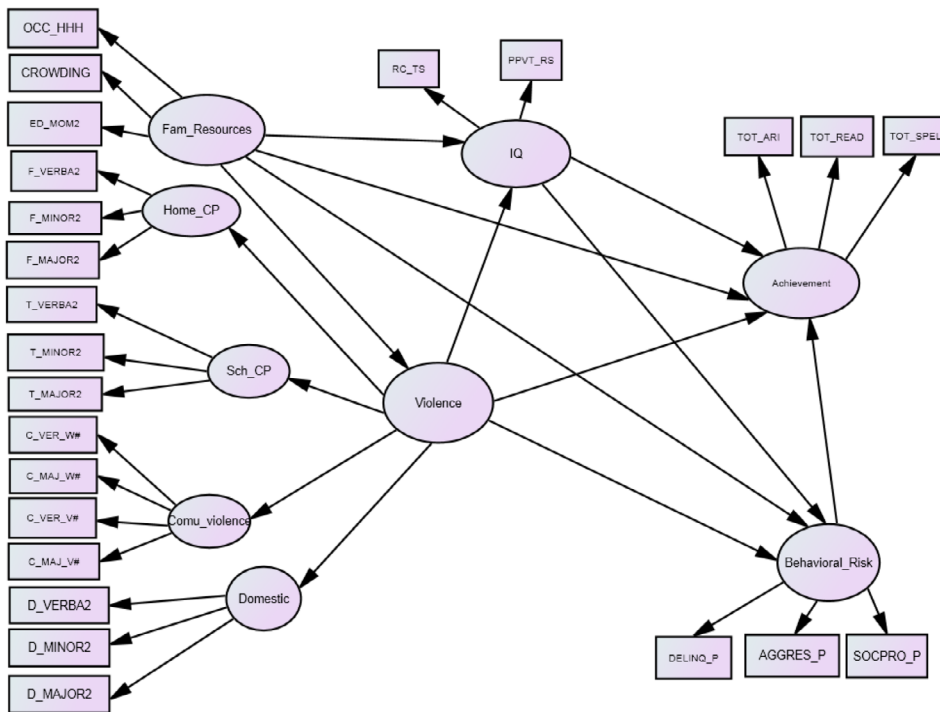 OCC_HHH
CROWDING
ED_MOM2
F_VERBA2
F_MINOR2
F_MAJOR2
T_VERBA2
T_MINOR2
T_MAJOR2
C_VER_W#
C_MAJ_W#
C_VER_V#
C_MAJ_V#
D_VERBA2
D_MINOR2
D_MAJOR2
Fam_Resources
Home_CP
Sch_CP
Comu_violence
Domestic
RC_TS
PPVT_RS
IQ
Violence
TOT_ARI
TOT_READ
TOT_SPEL
Achievement
Behavioral_Risk
DELINQ_P
AGGRES_P
SOCPRO_P